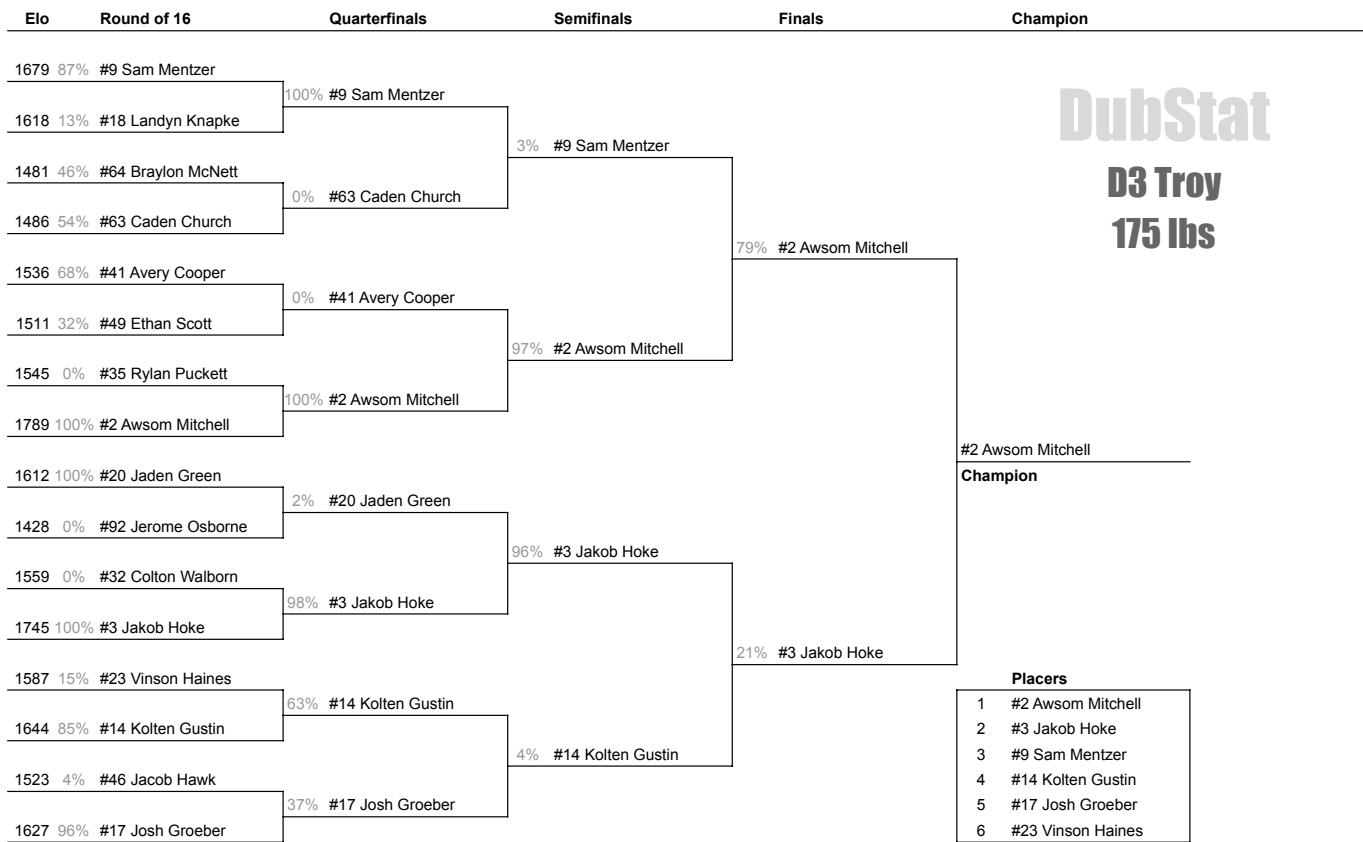 Elo Round of 16 Quarterfinals Semifinals Finals Champion
1679 87% #9 Sam Mentzer
100% #9 Sam Mentzer
1618 13% #18 Landyn Knapke
3% #9 Sam Mentzer
1481 46% #64 Braylon McNett
0% #63 Caden Church
1486 54% #63 Caden Church
79% #2 Awsom Mitchell
1536 68% #41 Avery Cooper
0% #41 Avery Cooper
1511 32% #49 Ethan Scott
97% #2 Awsom Mitchell
1545 0% #35 Rylan Puckett
100% #2 Awsom Mitchell
1789 100% #2 Awsom Mitchell
#2 Awsom Mitchell
Champion
1612 100% #20 Jaden Green
2% #20 Jaden Green
1428 0% #92 Jerome Osborne
96% #3 Jakob Hoke
1559 0% #32 Colton Walborn
98% #3 Jakob Hoke
1745 100% #3 Jakob Hoke
21% #3 Jakob Hoke
1587 15% #23 Vinson Haines
63% #14 Kolten Gustin
1644 85% #14 Kolten Gustin
4% #14 Kolten Gustin
1523 4% #46 Jacob Hawk
37% #17 Josh Groeber
1627 96% #17 Josh Groeber
DubStat
D3 Troy
175 lbs
Placers
1 #2 Awsom Mitchell
2 #3 Jakob Hoke
3 #9 Sam Mentzer
4 #14 Kolten Gustin
5 #17 Josh Groeber
6 #23 Vinson Haines